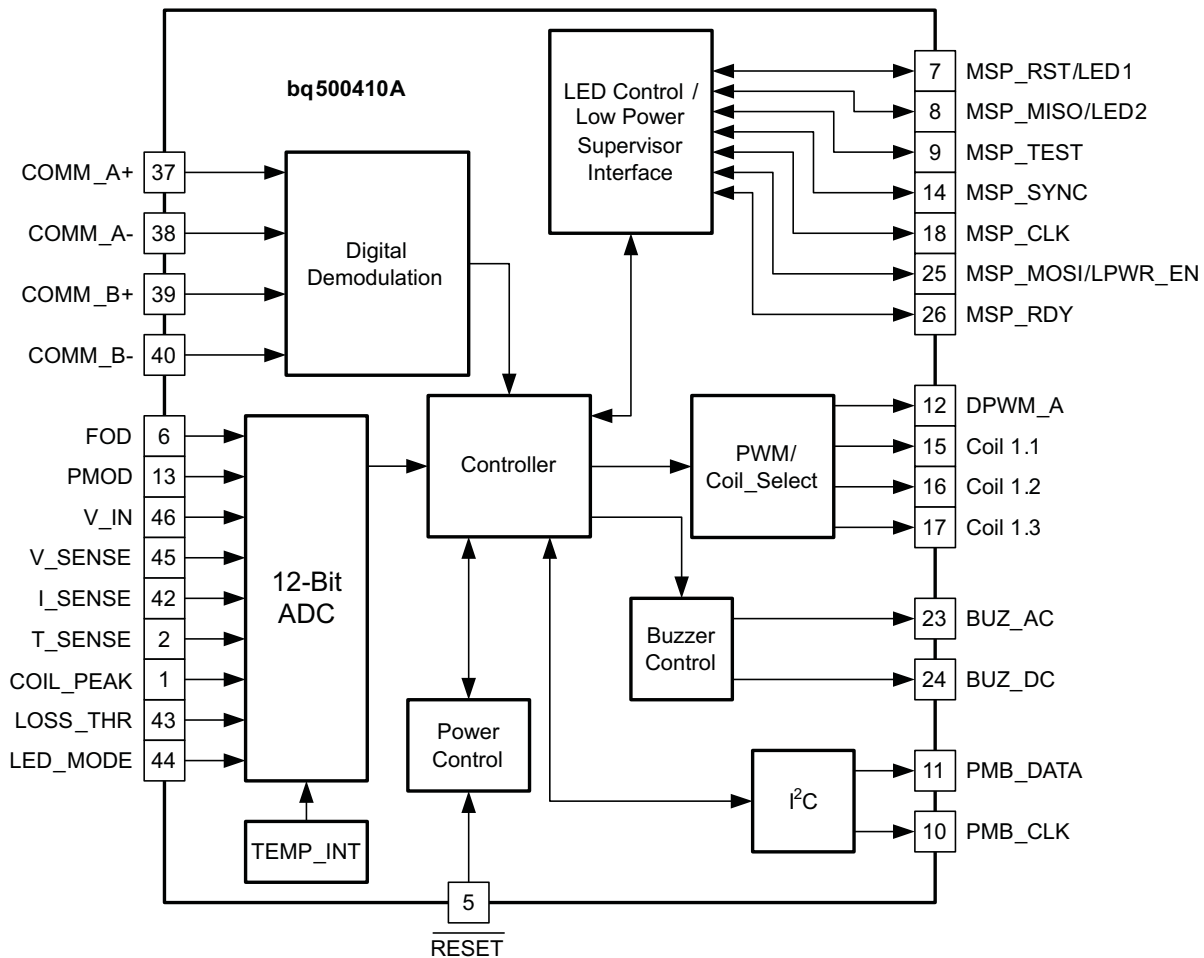 bq500410A
COMM_A+ 37
COMM_A- 38
COMM_B+ 39
COMM_B- 40
Digital
Demodulation
LED Control /
Low Power
Supervisor
Interface
7 MSP_RST/LED1
8 MSP_MISO/LED2
9 MSP_TEST
14 MSP_SYNC
18 MSP_CLK
25 MSP_MOSI/LPWR_EN
26 MSP_RDY
FOD 6
PMOD 13
V_IN 46
V_SENSE 45
I_SENSE 42
T_SENSE 2
COIL_PEAK 1
LOSS_THR 43
LED_MODE 44
12-Bit
ADC
TEMP_INT
Controller
PWM/
Coil_Select
12 DPWM_A
15 Coil 1.1
16 Coil 1.2
17 Coil 1.3
Buzzer
Control
23 BUZ_AC
24 BUZ_DC
Power
Control
I²C
11 PMB_DATA
10 PMB_CLK
5
RESET